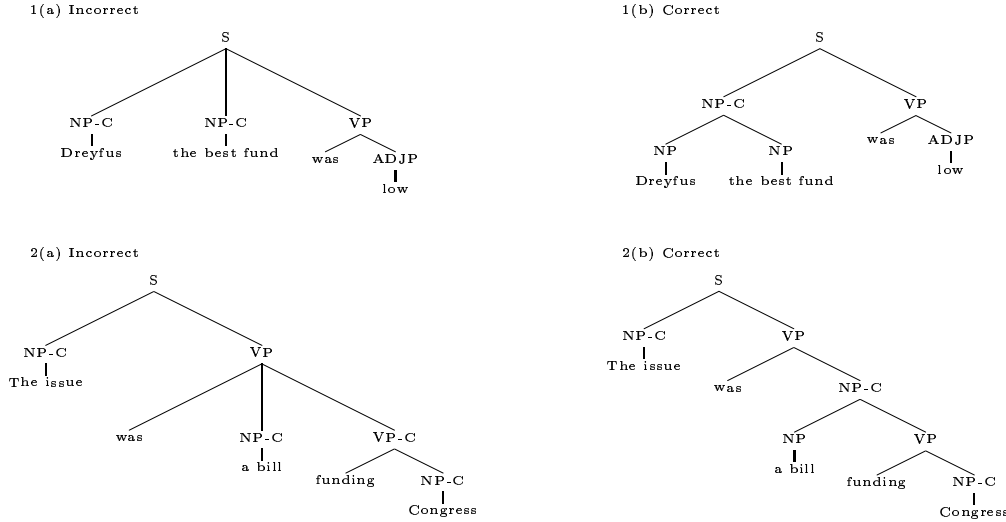 1(a) Incorrect
S
NP-C NP-C VP
Dreyfus the best fund was ADJP
low
1(b) Correct
S
NP-C VP
NP NP was ADJP
Dreyfus the best fund low
2(a) Incorrect
S
NP-C VP
The issue
was NP-C VP-C
a bill funding NP-C
Congress
2(b) Correct
S
NP-C VP
The issue was NP-C
NP VP
a bill funding NP-C
Congress